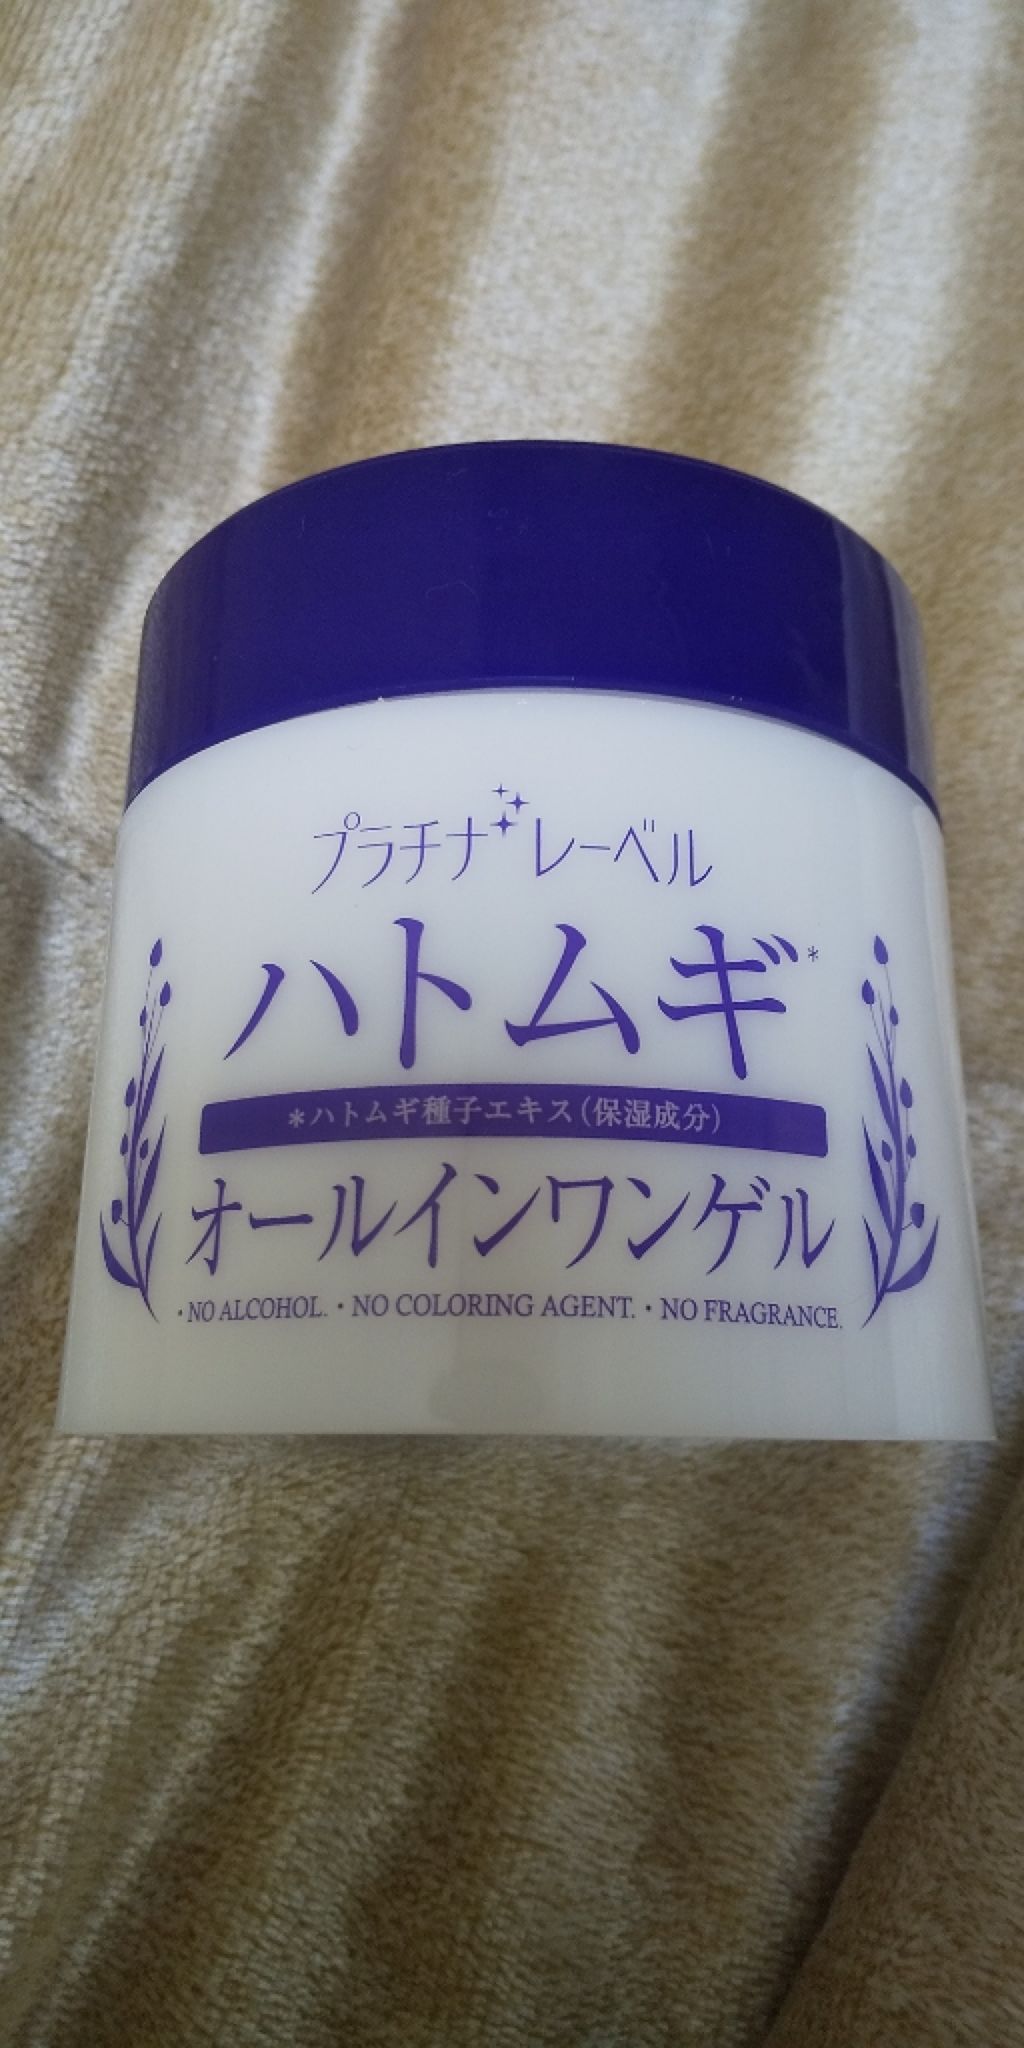 プラチナレーベル
ハトムギ*
*ハトムギ種子エキス(保湿成分)
オールインワンゲル
・NO ALCOHOL.・NO COLORING AGENT.・NO FRAGRANCE.